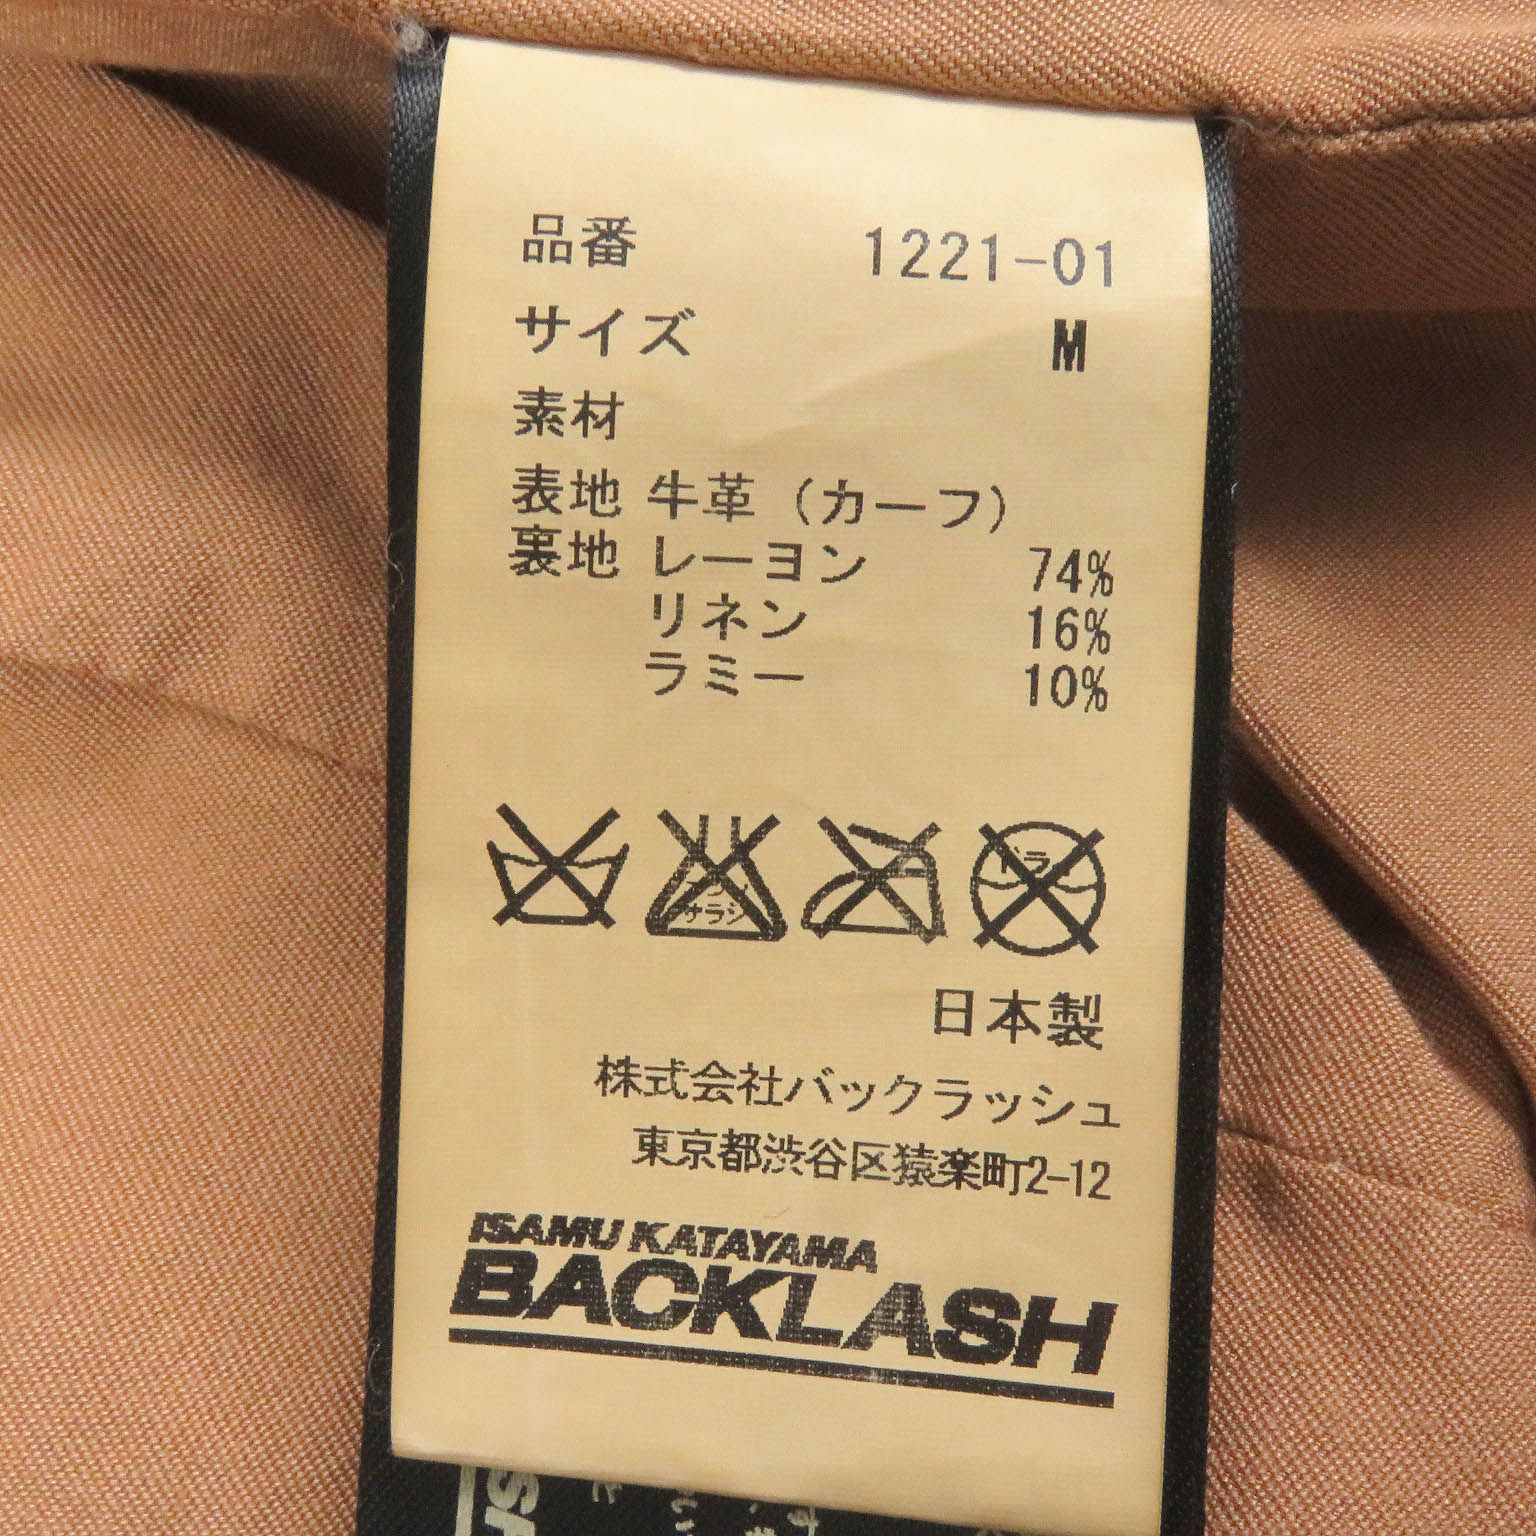 品番 1221-01
サイズ M
素材
表地 牛革（カーフ）
裏地 レーヨン 74%
リネン 16%
ラミー 10%
サラシ
ドライ
日本製
株式会社バックラッシュ
東京都渋谷区猿楽町2-12
ISAMU KATAYAMA
BACKLASH